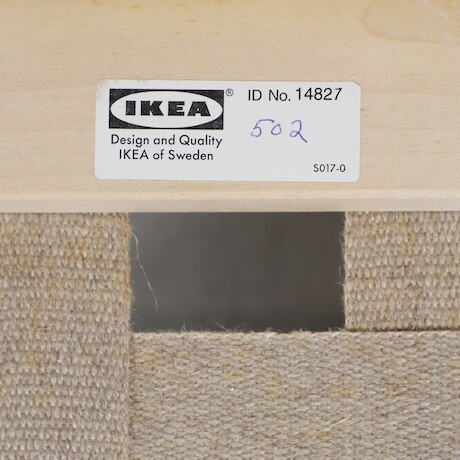 IKEA®
Design and Quality
IKEA of Sweden
ID No. 14827
502
S017-0